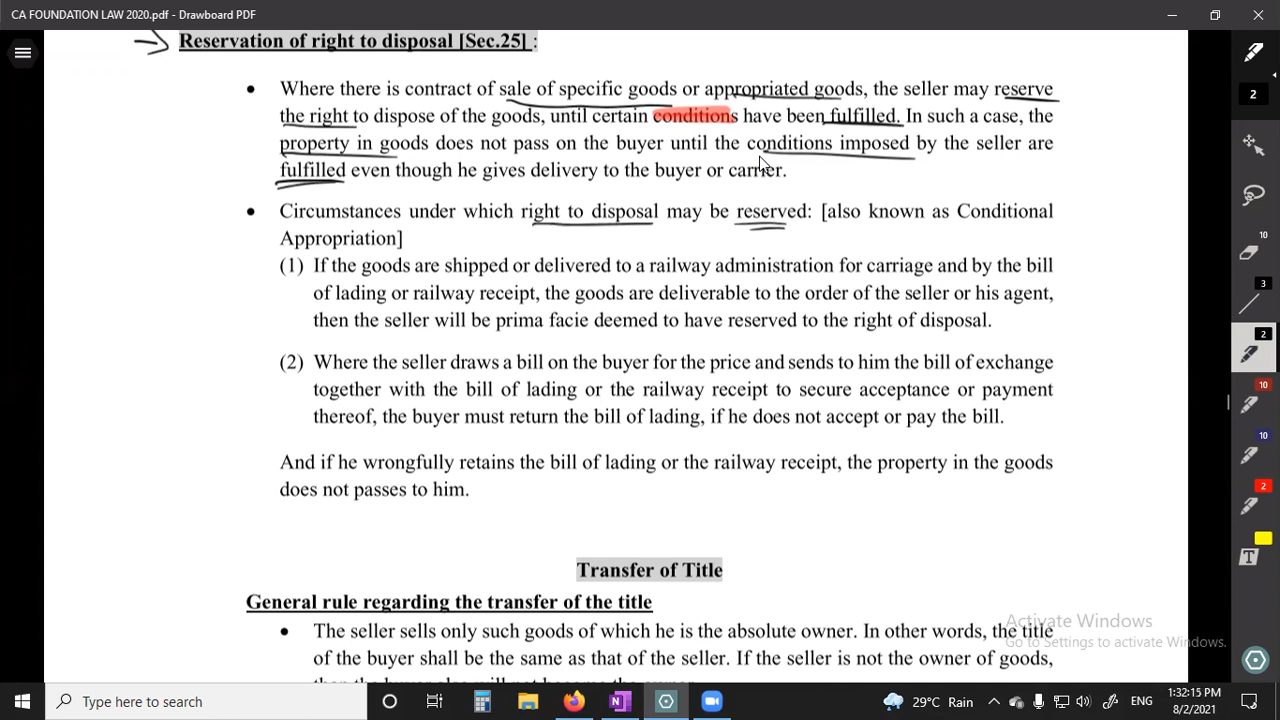 CA FOUNDATION LAW 2020.pdf - Drawboard PDF
Reservation of right to disposal [Sec.25] :
• Where there is contract of sale of specific goods or appropriated goods, the seller may reserve
the right to dispose of the goods, until certain conditions have been fulfilled. In such a case, the
property in goods does not pass on the buyer until the conditions imposed by the seller are
fulfilled even though he gives delivery to the buyer or carrier.
• Circumstances under which right to disposal may be reserved: [also known as Conditional
Appropriation]
(1) If the goods are shipped or delivered to a railway administration for carriage and by the bill
of lading or railway receipt, the goods are deliverable to the order of the seller or his agent,
then the seller will be prima facie deemed to have reserved to the right of disposal.
(2) Where the seller draws a bill on the buyer for the price and sends to him the bill of exchange
together with the bill of lading or the railway receipt to secure acceptance or payment
thereof, the buyer must return the bill of lading, if he does not accept or pay the bill.
And if he wrongfully retains the bill of lading or the railway receipt, the property in the goods
does not passes to him.
Transfer of Title
General rule regarding the transfer of the title
• The seller sells only such goods of which he is the absolute owner. In other words, the title
of the buyer shall be the same as that of the seller. If the seller is not the owner of goods,
2
10
3
2
10
10
2
T
Activate Windows
Go to Settings to activate Windows.
Type here to search
29°C Rain
ENG
1:32:15 PM
8/2/2021